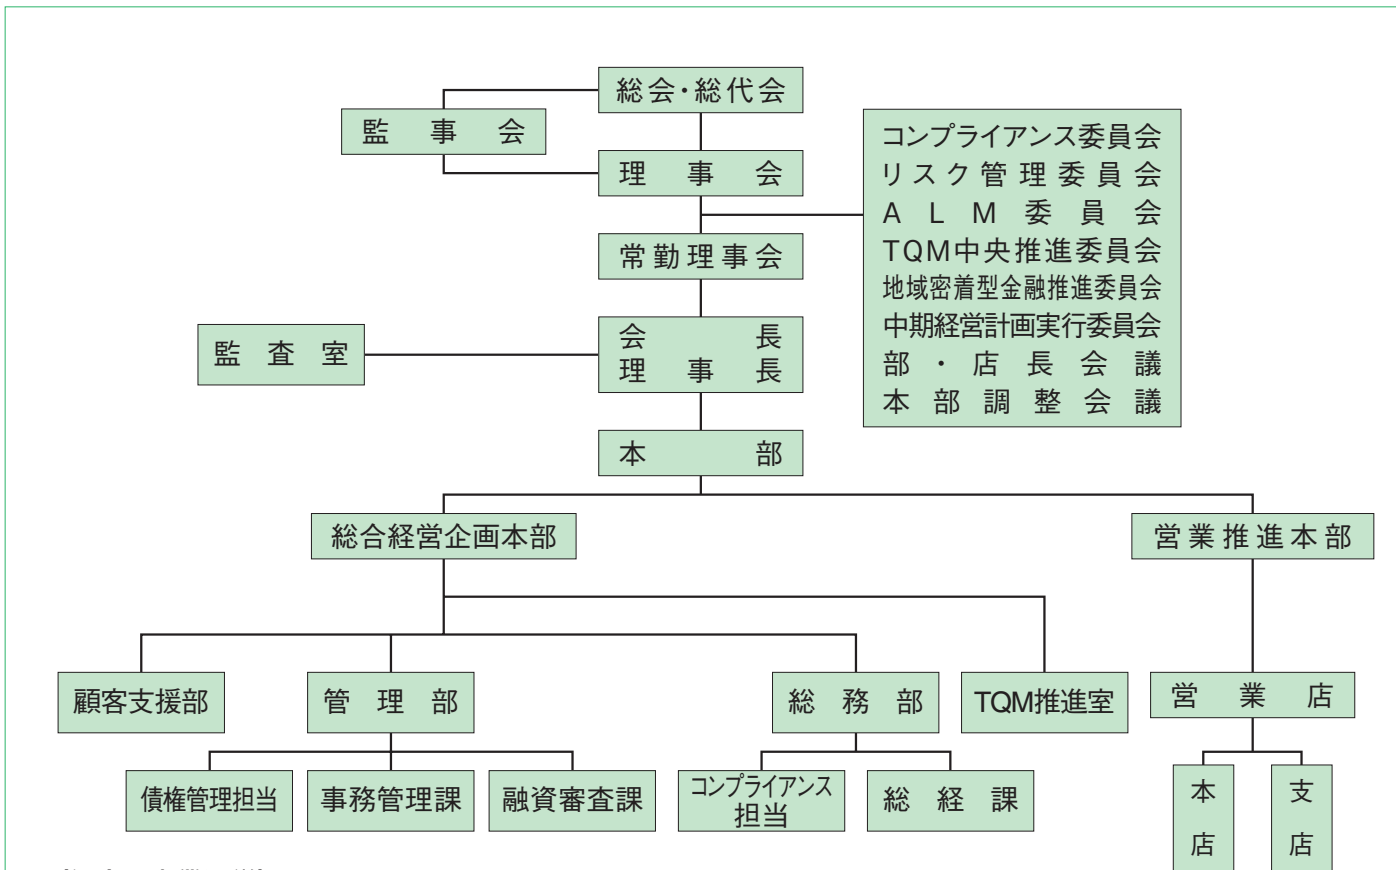 総会・総代会
監事会
理事会
コンプライアンス委員会
リスク管理委員会
ALM委員会
TQM中央推進委員会
地域密着型金融推進委員会
中期経営計画実行委員会
部・店長会議
本部調整会議
常勤理事会
会長
理事長
監査室
本部
総合経営企画本部
営業推進本部
顧客支援部
管理部
総務部
TQM推進室
営業店
債権管理担当
事務管理課
融資審査課
コンプライアンス
担当
総経課
本店
支店